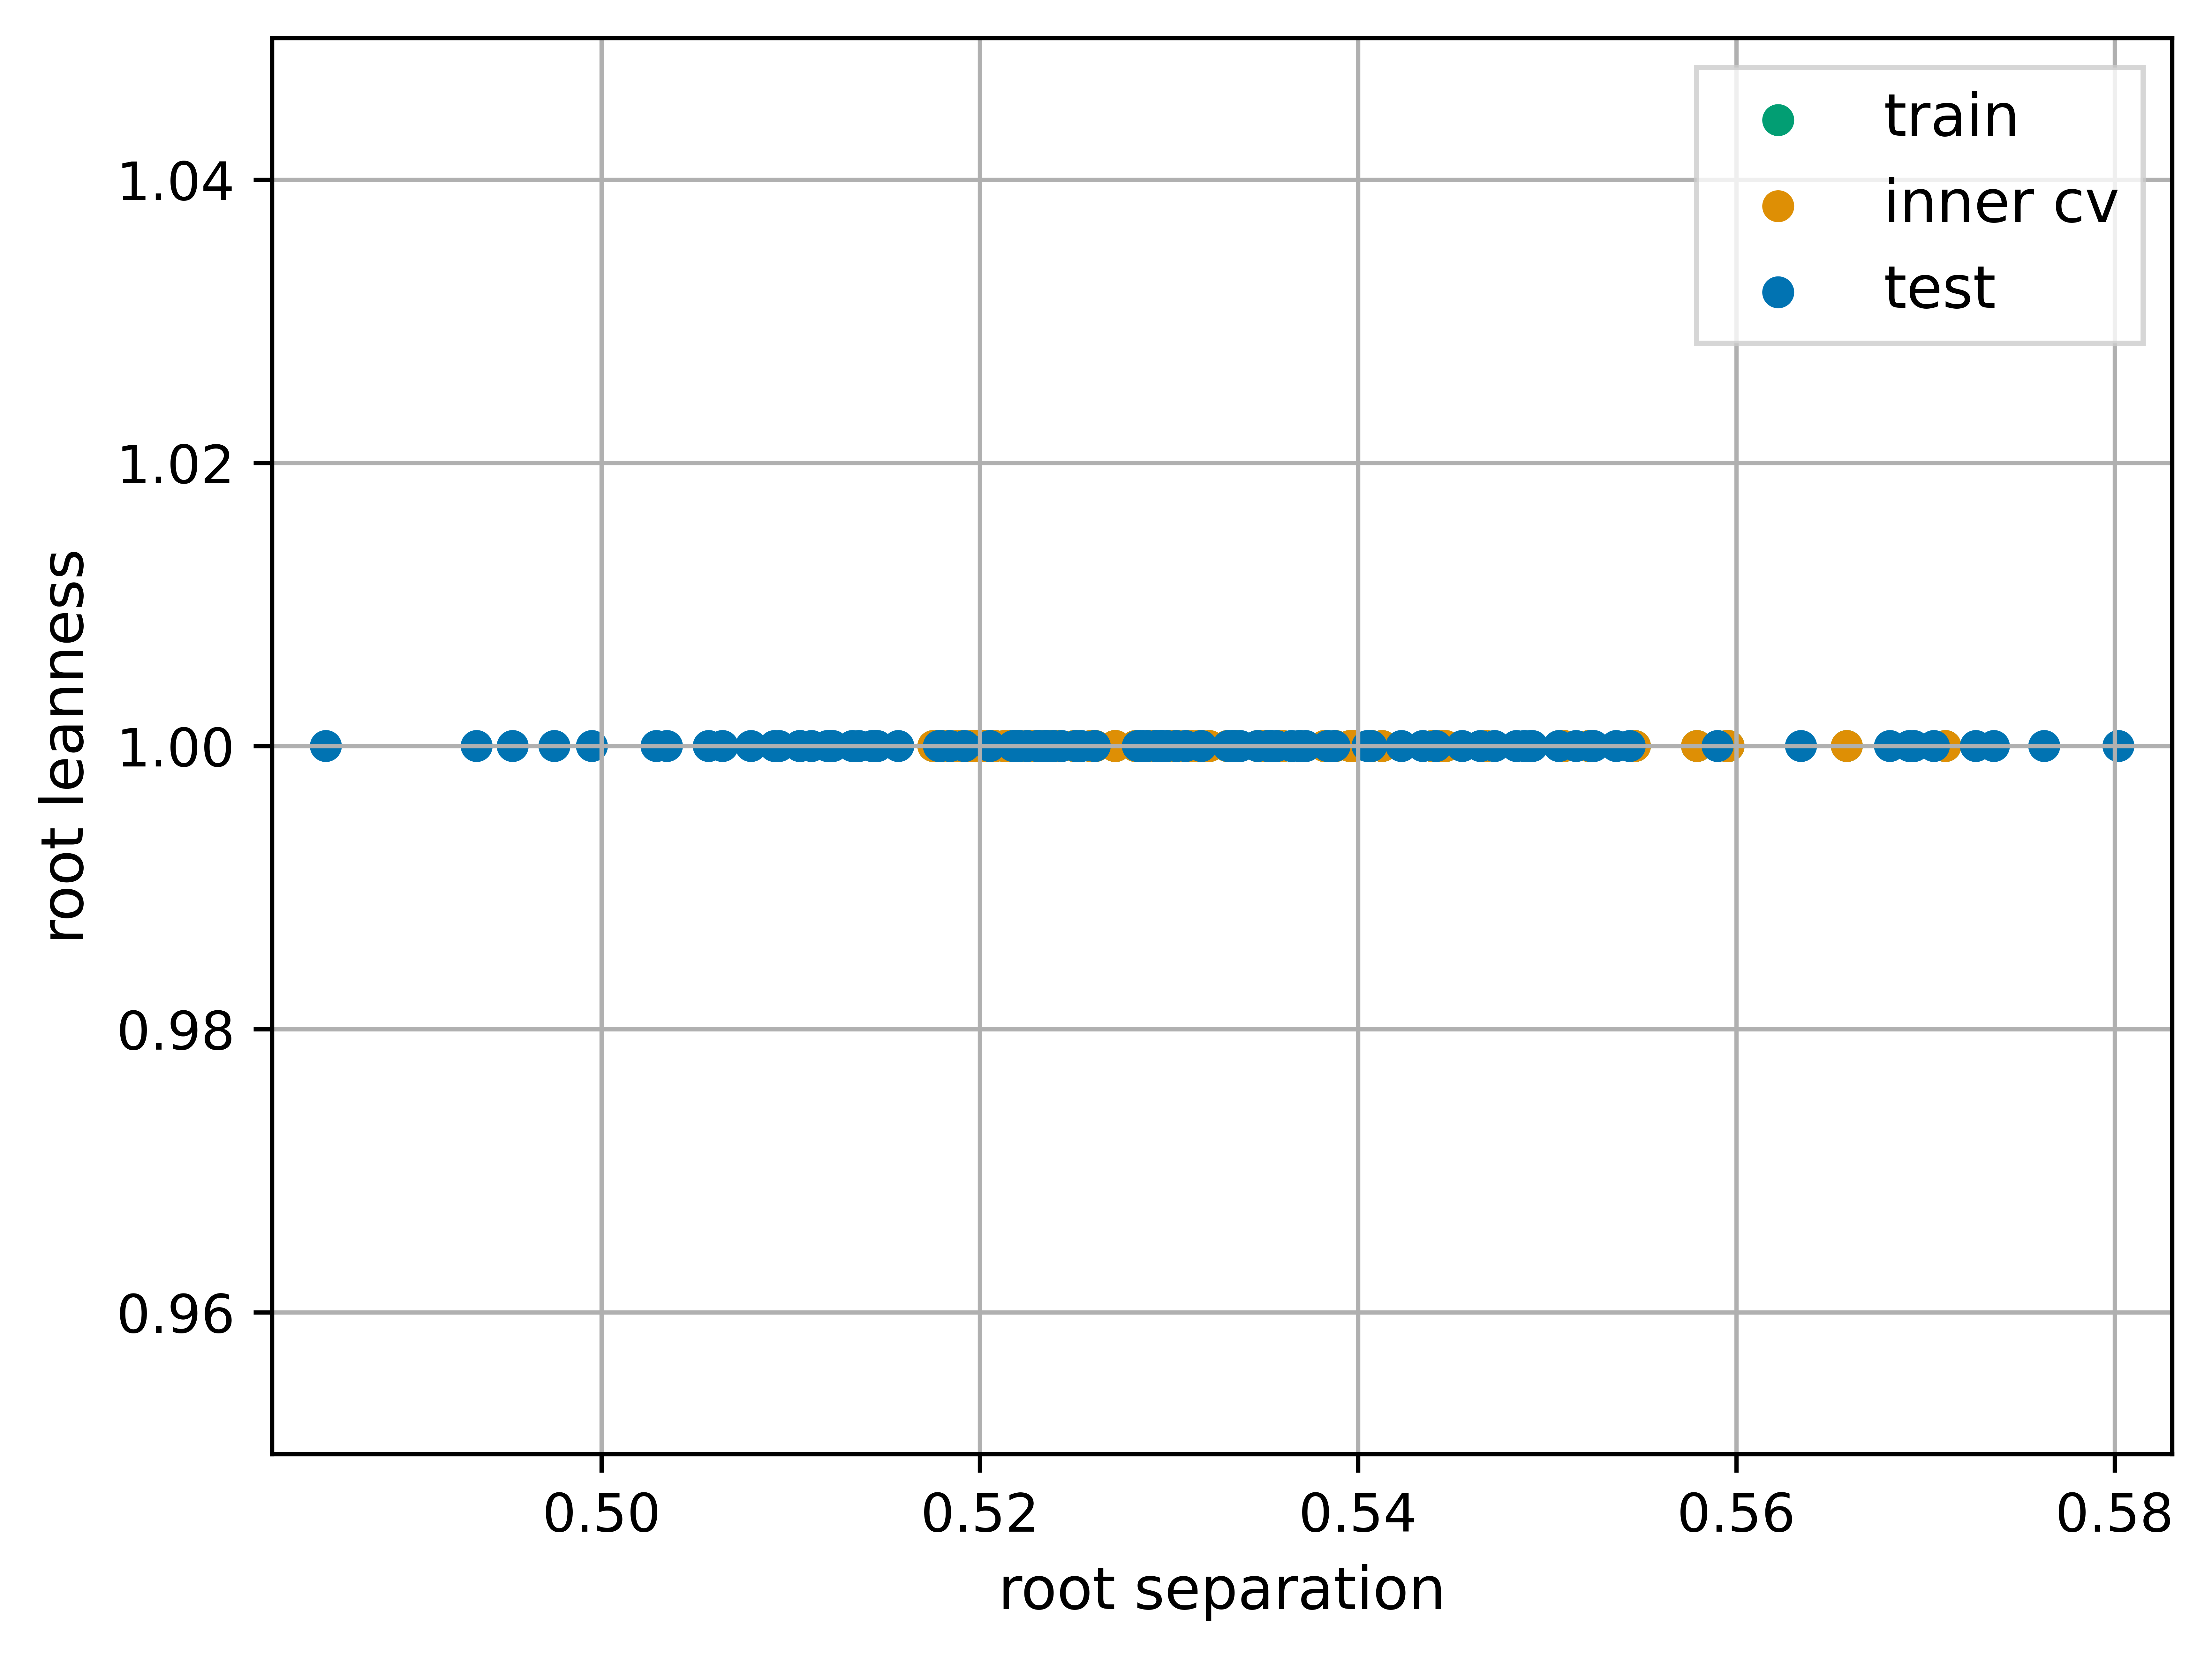 train
inner cv
test
1.04
1.02
1.00
0.98
0.96
root leanness
0.50 0.52 0.54 0.56 0.58
root separation